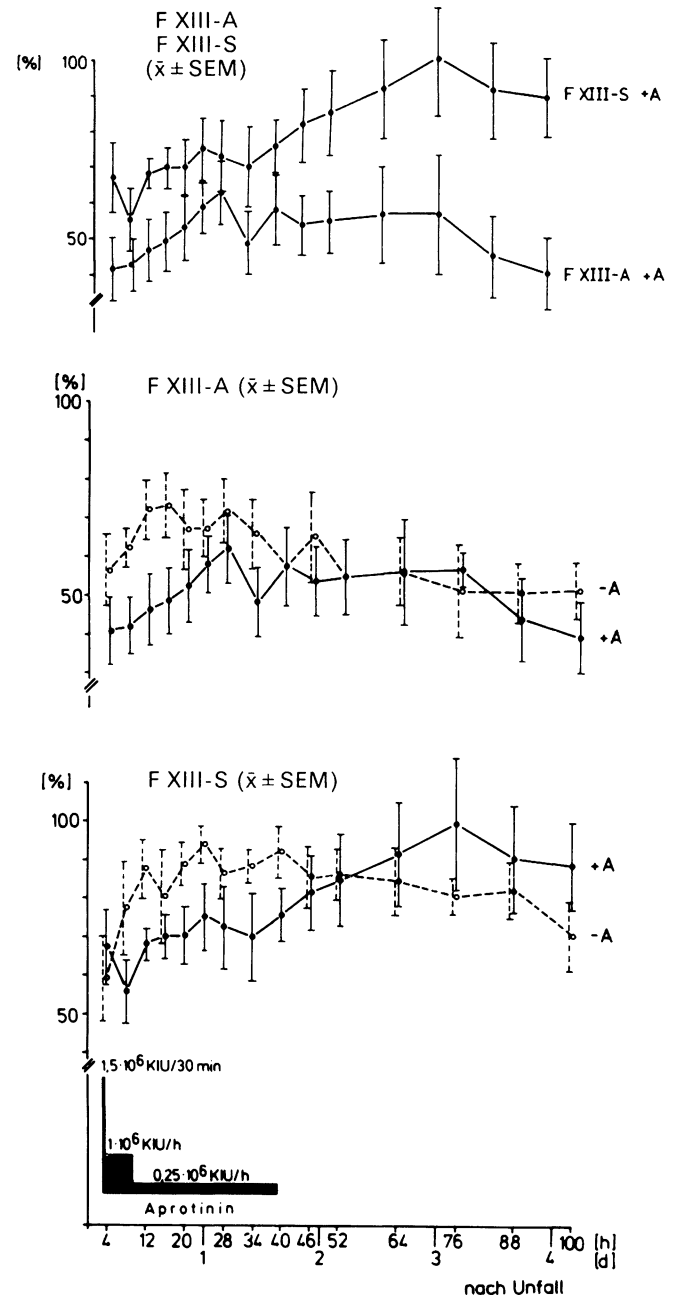 F XIII-A
F XIII-S
(x̄ ± SEM)
[%]
100
50
F XIII-S +A
F XIII-A +A
[%]
F XIII-A (x̄ ± SEM)
100
50
-A
+A
[%]
F XIII-S (x̄ ± SEM)
100
50
+A
-A
1,5·10⁶ KIU/30 min
1·10⁶ KIU/h
0,25·10⁶ KIU/h
Aprotinin
4 12 20 28 34 40 46 52 64 76 88 100 [h]
1 2 3 4 [d]
nach Unfall